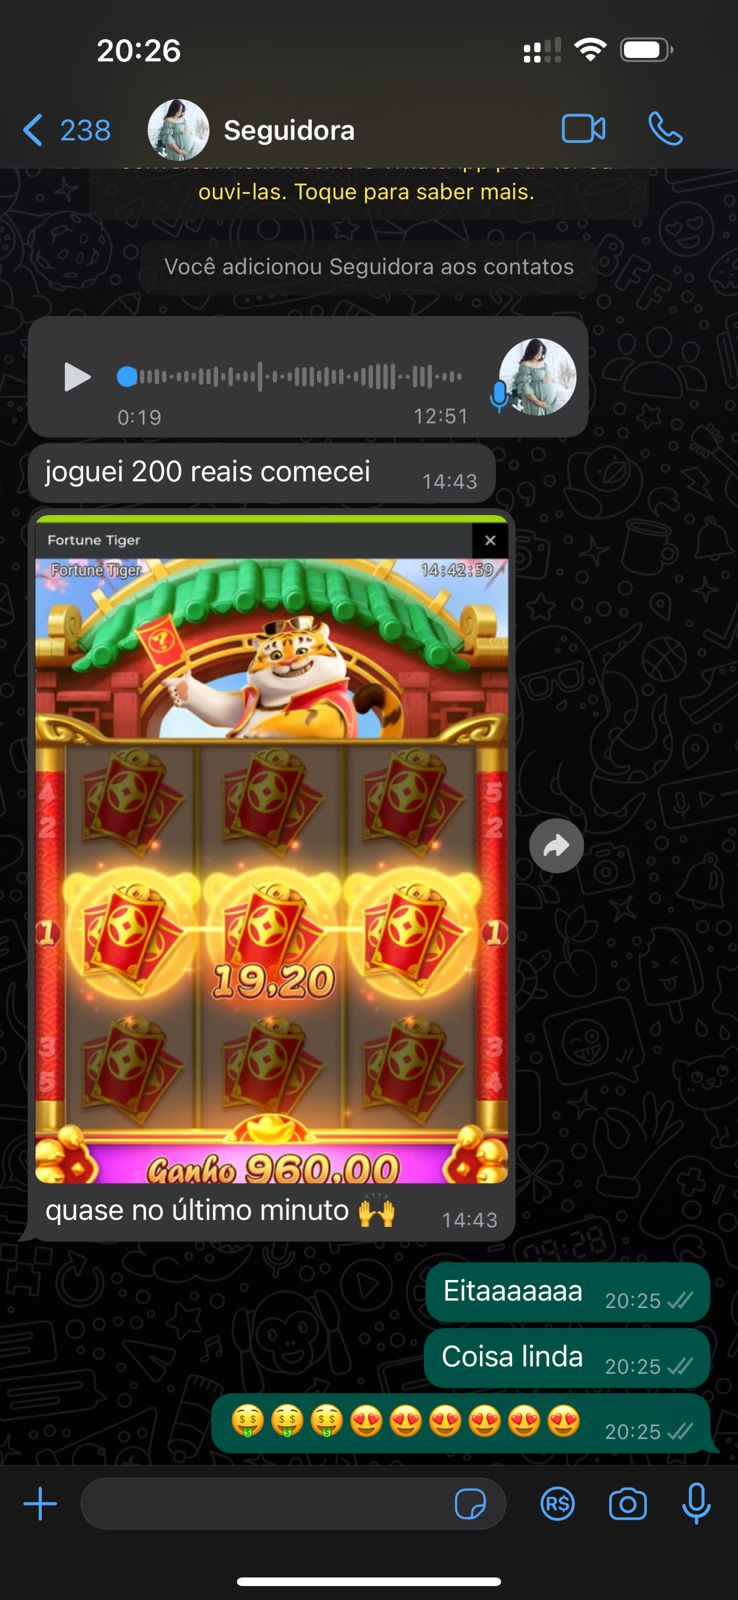 20:26
238
Seguidora
ouvi-las. Toque para saber mais.
Você adicionou Seguidora aos contatos
0:19
12:51
joguei 200 reais comecei
14:43
Fortune Tiger
Fortune Tiger
14:42:59
4
5
2
2
1
1
19.20
3
3
5
4
Ganho 960.00
quase no último minuto 🙌
14:43
Eitaaaaaaa
20:25
Coisa linda
20:25
🤑🤑🤑😍😍😍😍😍😍
20:25
R$